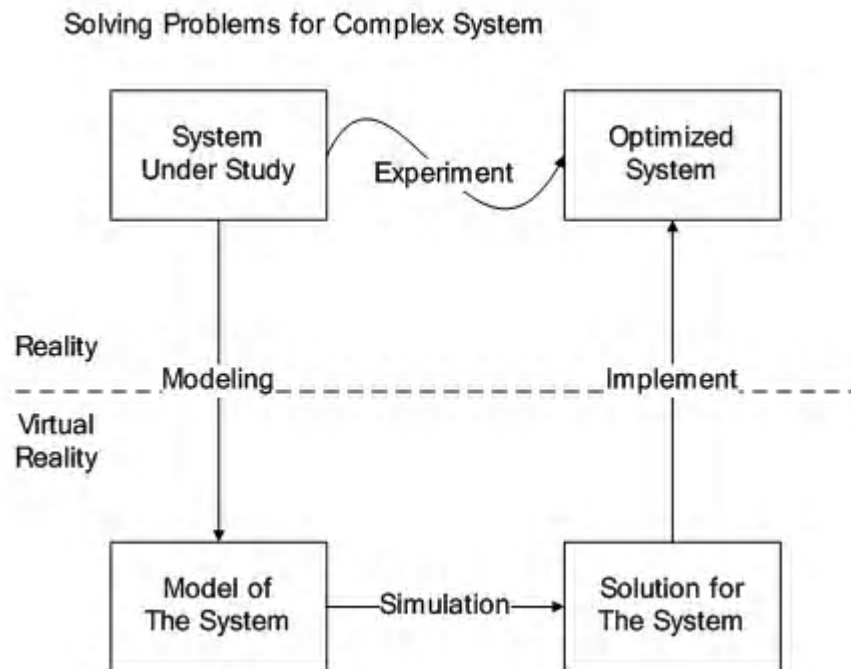 Solving Problems for Complex System
System
Under Study
Experiment
Optimized
System
Reality
Modeling
Implement
Virtual
Reality
Model of
The System
Simulation
Solution for
The System